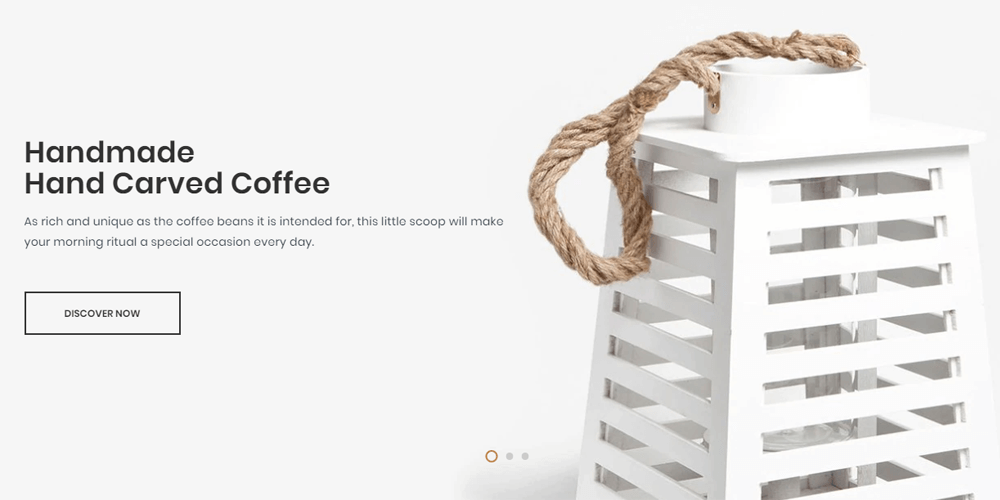 Handmade
Hand Carved Coffee
As rich and unique as the coffee beans it is intended for, this little scoop will make
your morning ritual a special occasion every day.
DISCOVER NOW